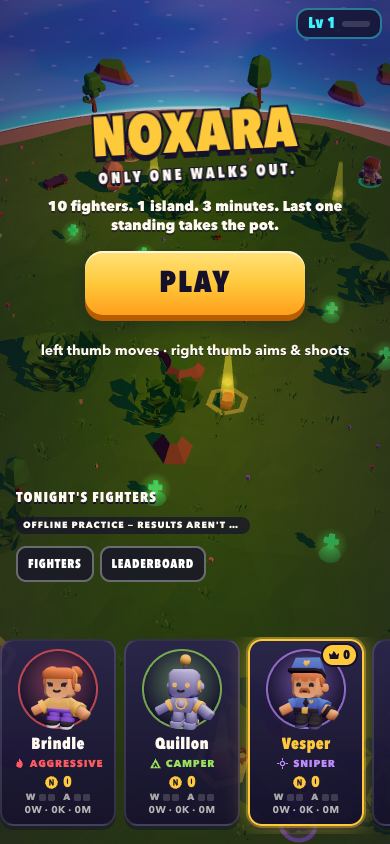 Lv 1
NOXARA
ONLY ONE WALKS OUT.
10 fighters. 1 island. 3 minutes. Last one
standing takes the pot.
PLAY
left thumb moves · right thumb aims & shoots
TONIGHT'S FIGHTERS
OFFLINE PRACTICE – RESULTS AREN'T ...
FIGHTERS
LEADERBOARD
0
Brindle
AGGRESSIVE
N 0
W A
0W · 0K · 0M
Quillon
CAMPER
N 0
W A
0W · 0K · 0M
Vesper
SNIPER
N 0
W A
0W · 0K · 0M